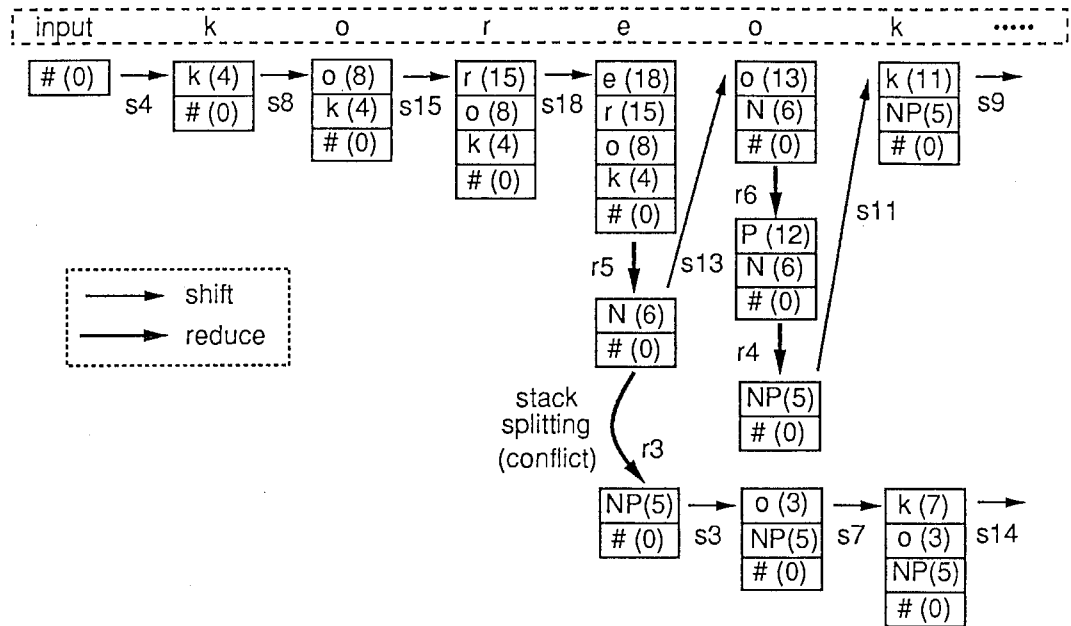 input k o r e o k .....
# (0)
s4
k (4)
# (0)
s8
o (8)
k (4)
# (0)
s15
r (15)
o (8)
k (4)
# (0)
s18
e (18)
r (15)
o (8)
k (4)
# (0)
r5
N (6)
# (0)
s13
o (13)
N (6)
# (0)
r6
P (12)
N (6)
# (0)
r4
NP(5)
# (0)
s11
k (11)
NP(5)
# (0)
s9
shift
reduce
stack
splitting
(conflict)
r3
NP(5)
# (0)
s3
o (3)
NP(5)
# (0)
s7
k (7)
o (3)
NP(5)
# (0)
s14